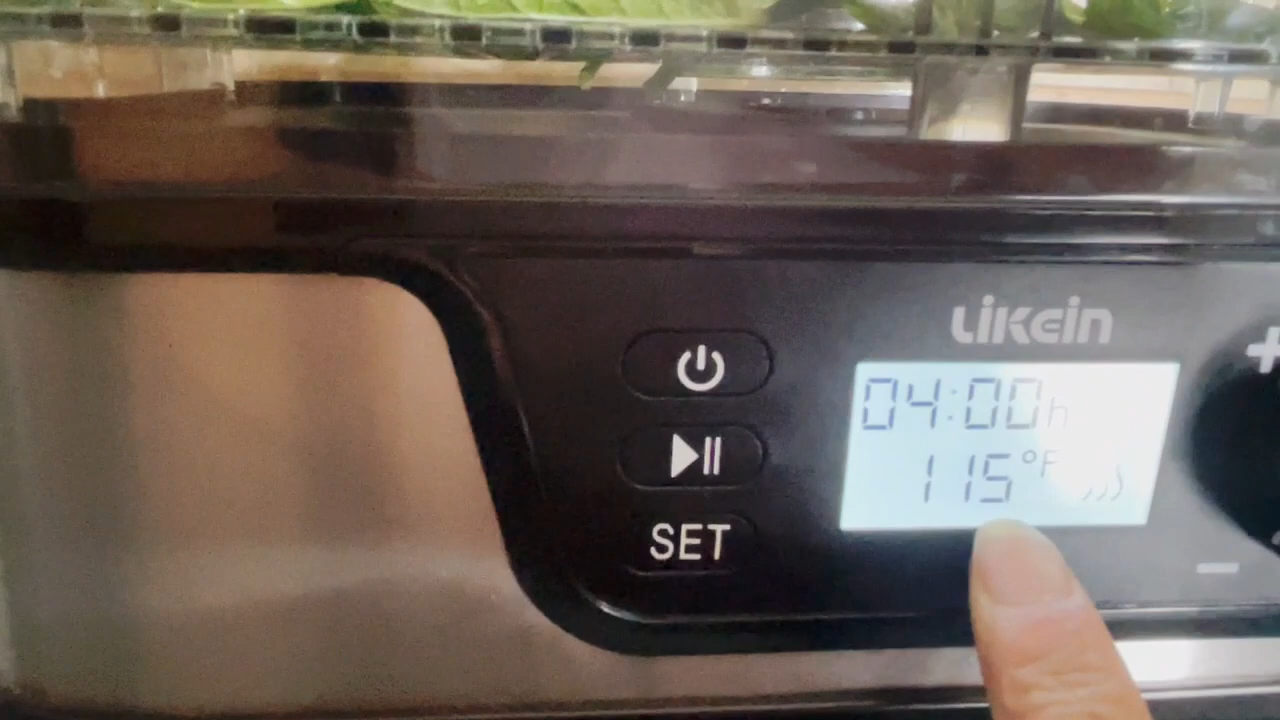 LiKein
04:00h
115°F
SET
+
-